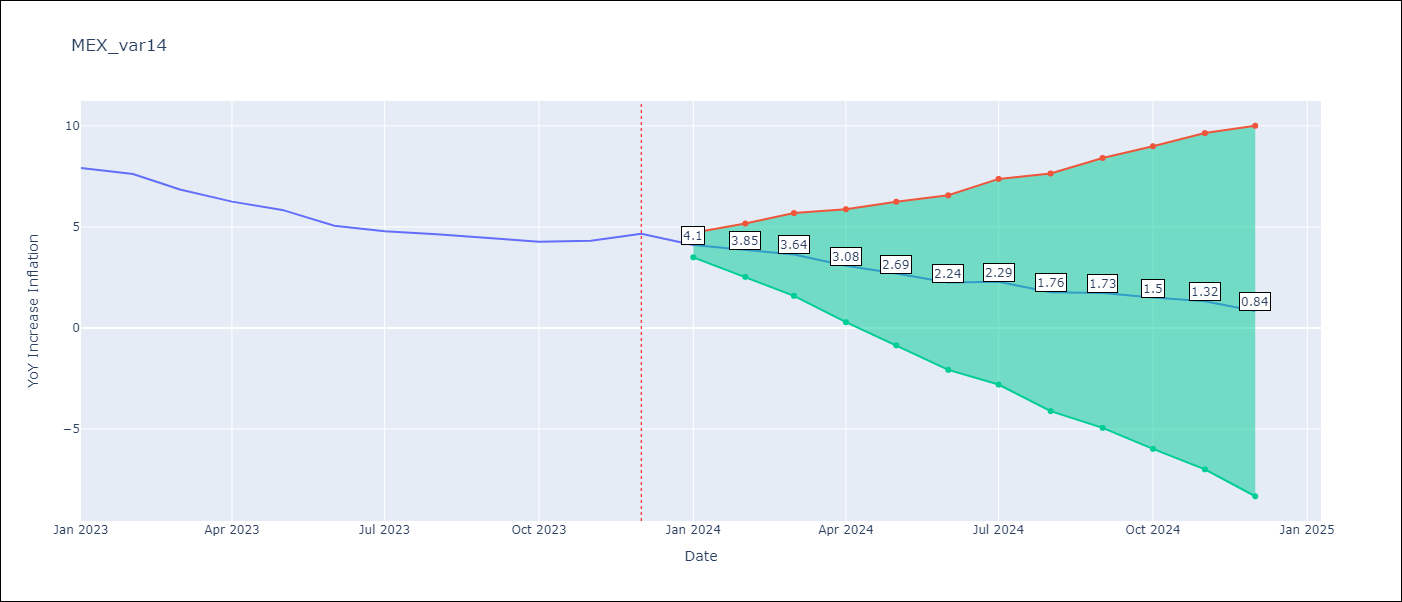 MEX_var14
YoY Increase Inflation
10
5
0
−5
4.1
3.85
3.64
3.08
2.69
2.24
2.29
1.76
1.73
1.5
1.32
0.84
Jan 2023
Apr 2023
Jul 2023
Oct 2023
Jan 2024
Apr 2024
Jul 2024
Oct 2024
Jan 2025
Date